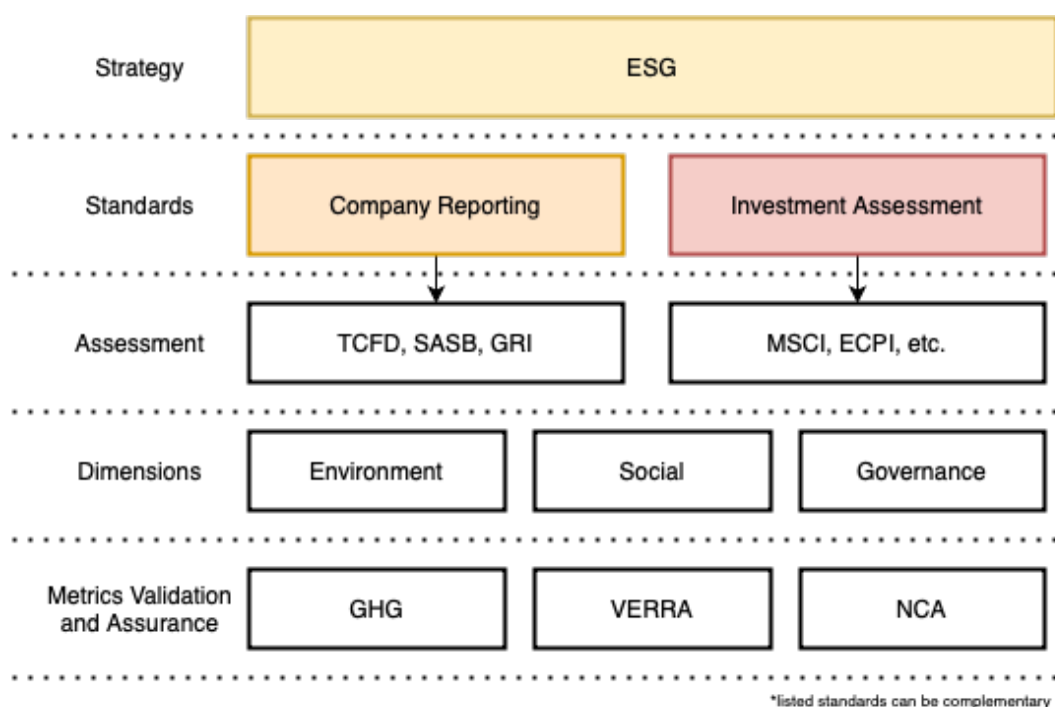 Strategy
ESG
Standards
Company Reporting
Investment Assessment
Assessment
TCFD, SASB, GRI
MSCI, ECPI, etc.
Dimensions
Environment
Social
Governance
Metrics Validation
and Assurance
GHG
VERRA
NCA
*listed standards can be complementary